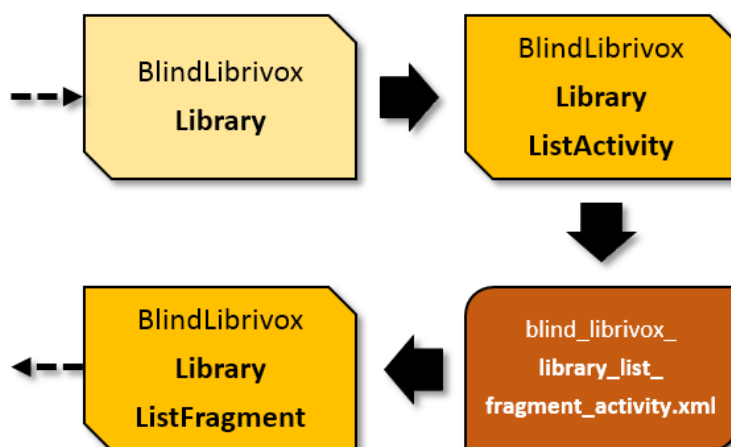 BlindLibrivox
Library
BlindLibrivox
Library
ListActivity
BlindLibrivox
Library
ListFragment
blind_librivox_
library_list_
fragment_activity.xml